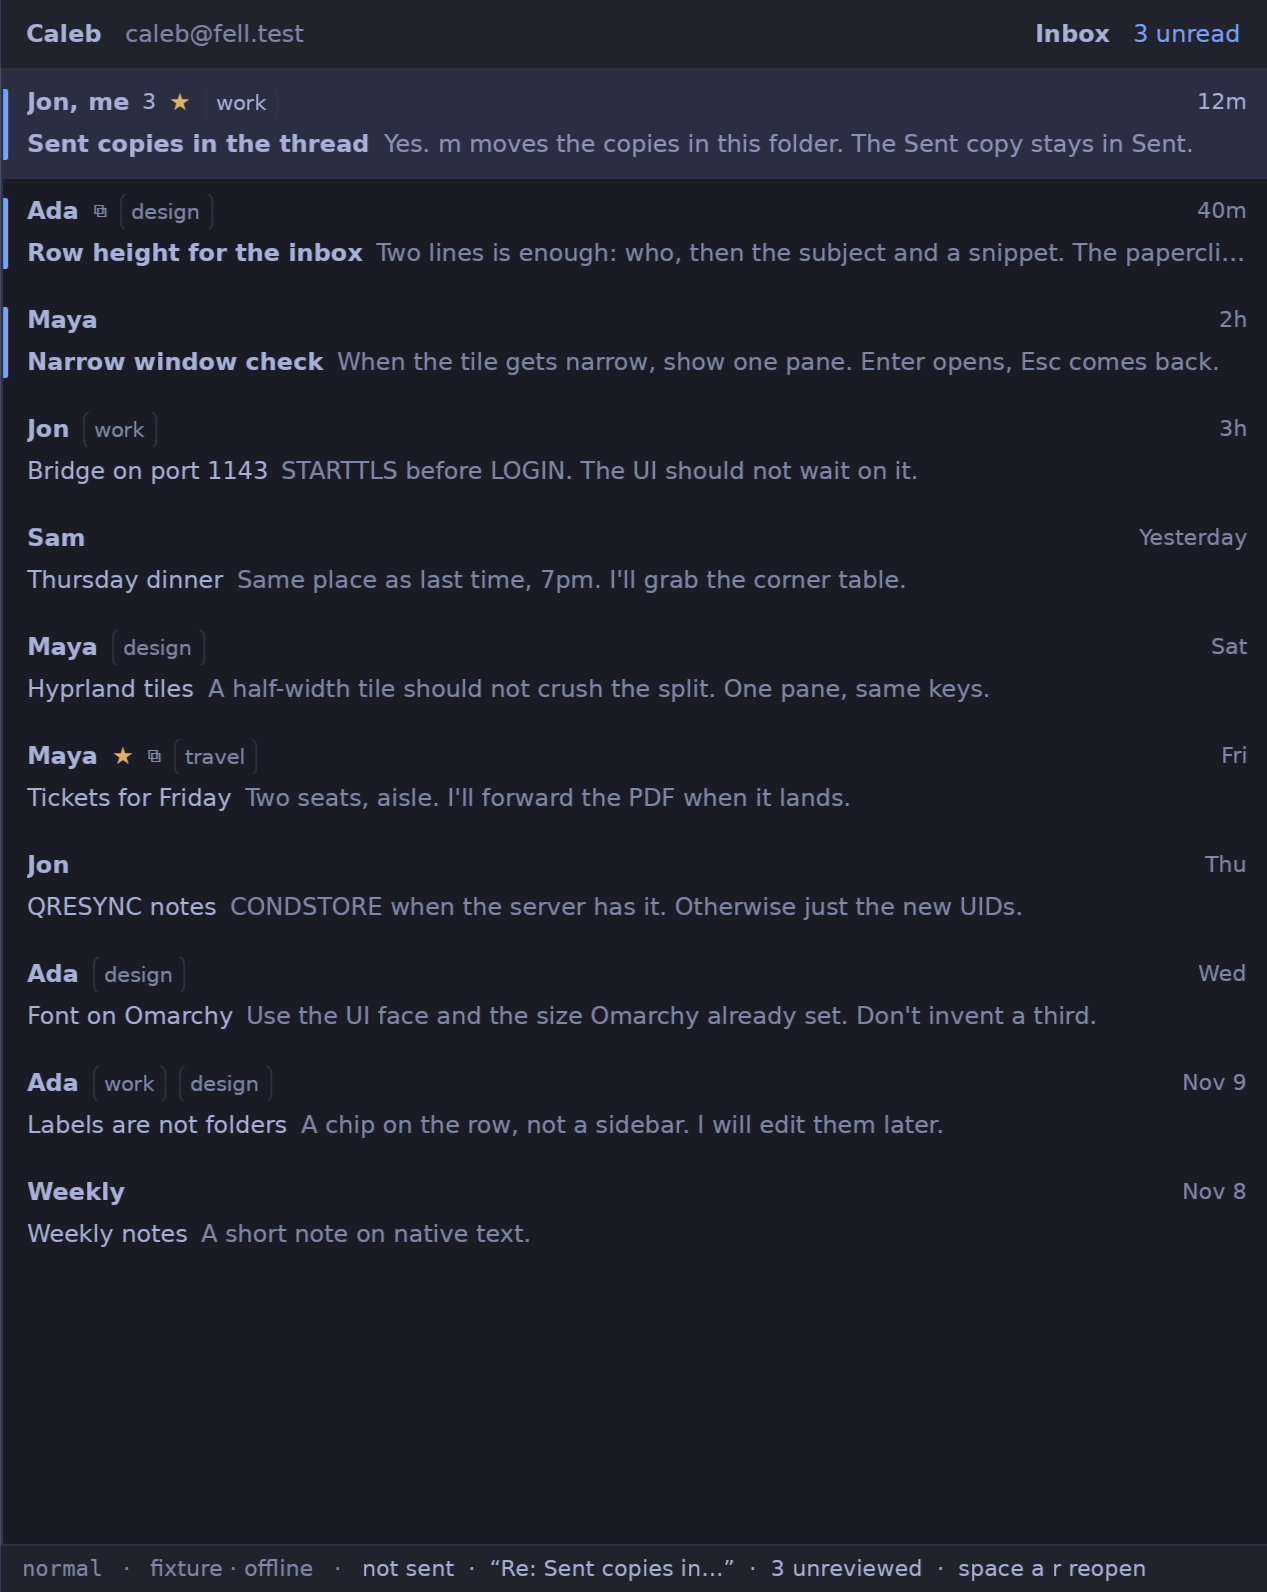 Caleb caleb@fell.test Inbox 3 unread
Jon, me 3 ★ work 12m
Sent copies in the thread Yes. m moves the copies in this folder. The Sent copy stays in Sent.
Ada ⧉ design 40m
Row height for the inbox Two lines is enough: who, then the subject and a snippet. The papercli…
Maya 2h
Narrow window check When the tile gets narrow, show one pane. Enter opens, Esc comes back.
Jon work 3h
Bridge on port 1143 STARTTLS before LOGIN. The UI should not wait on it.
Sam Yesterday
Thursday dinner Same place as last time, 7pm. I'll grab the corner table.
Maya design Sat
Hyprland tiles A half-width tile should not crush the split. One pane, same keys.
Maya ★ ⧉ travel Fri
Tickets for Friday Two seats, aisle. I'll forward the PDF when it lands.
Jon Thu
QRESYNC notes CONDSTORE when the server has it. Otherwise just the new UIDs.
Ada design Wed
Font on Omarchy Use the UI face and the size Omarchy already set. Don't invent a third.
Ada work design Nov 9
Labels are not folders A chip on the row, not a sidebar. I will edit them later.
Weekly Nov 8
Weekly notes A short note on native text.
normal · fixture · offline · not sent · “Re: Sent copies in…” · 3 unreviewed · space a r reopen